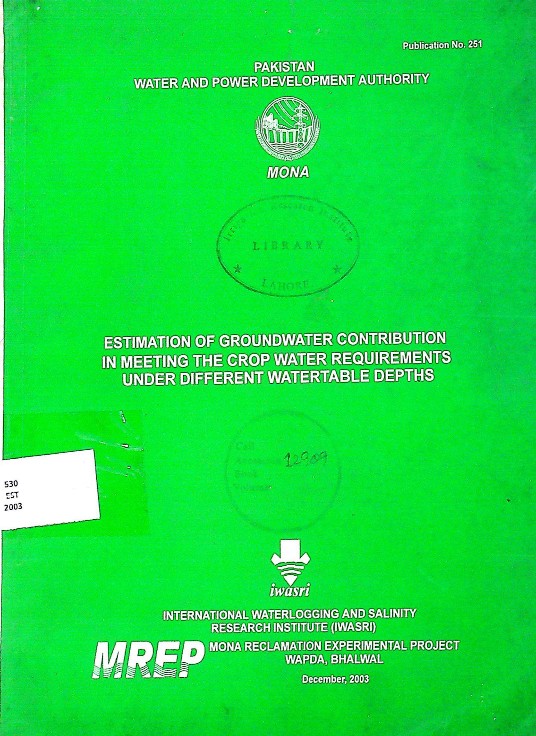 Publication No. 251
PAKISTAN
WATER AND POWER DEVELOPMENT AUTHORITY
MONA
LIBRARY
LAHORE
ESTIMATION OF GROUNDWATER CONTRIBUTION
IN MEETING THE CROP WATER REQUIREMENTS
UNDER DIFFERENT WATERTABLE DEPTHS
Call
12909
530
EST
2003
iwasri
INTERNATIONAL WATERLOGGING AND SALINITY
RESEARCH INSTITUTE (IWASRI)
MREP
MONA RECLAMATION EXPERIMENTAL PROJECT
WAPDA, BHALWAL
December, 2003